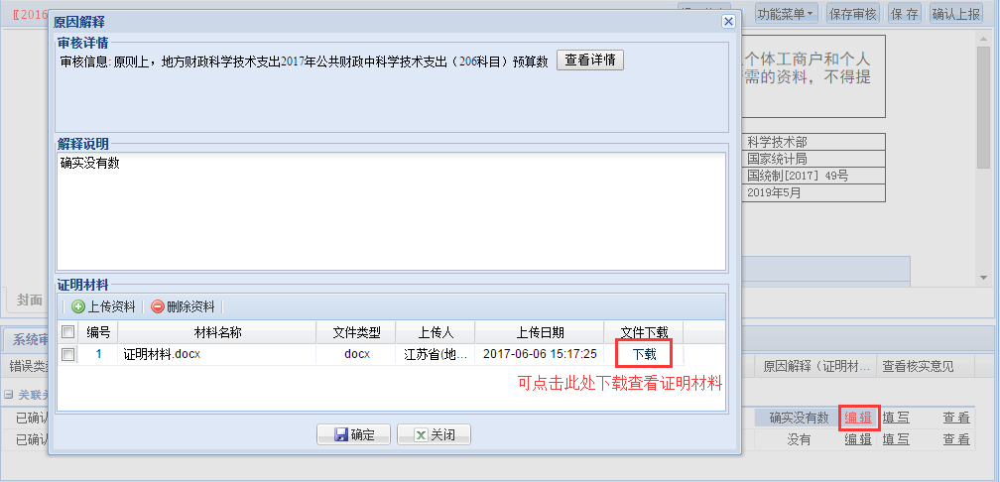 〖2016
功能菜单
保存审核
保 存
确认上报
原因解释
审核详情
审核信息: 原则上，地方财政科学技术支出2017年公共财政中科学技术支出（206科目）预算数
查看详情
个体工商户和个人
需的资料，不得提
解释说明
确实没有数
科学技术部
国家统计局
国统制[2017] 49号
2019年5月
证明材料
上传资料
删除资料
封面
编号 材料名称 文件类型 上传人 上传日期 文件下载
1 证明材料.docx docx 江苏省(地... 2017-06-06 15:17:25 下载
可点击此处下载查看证明材料
系统审
错误类
原因解释（证明材... 查看核实意见
关联关
已确认
确实没有数 编辑 填写 查看
已确认
没有 编辑 填写 查看
确定
关闭